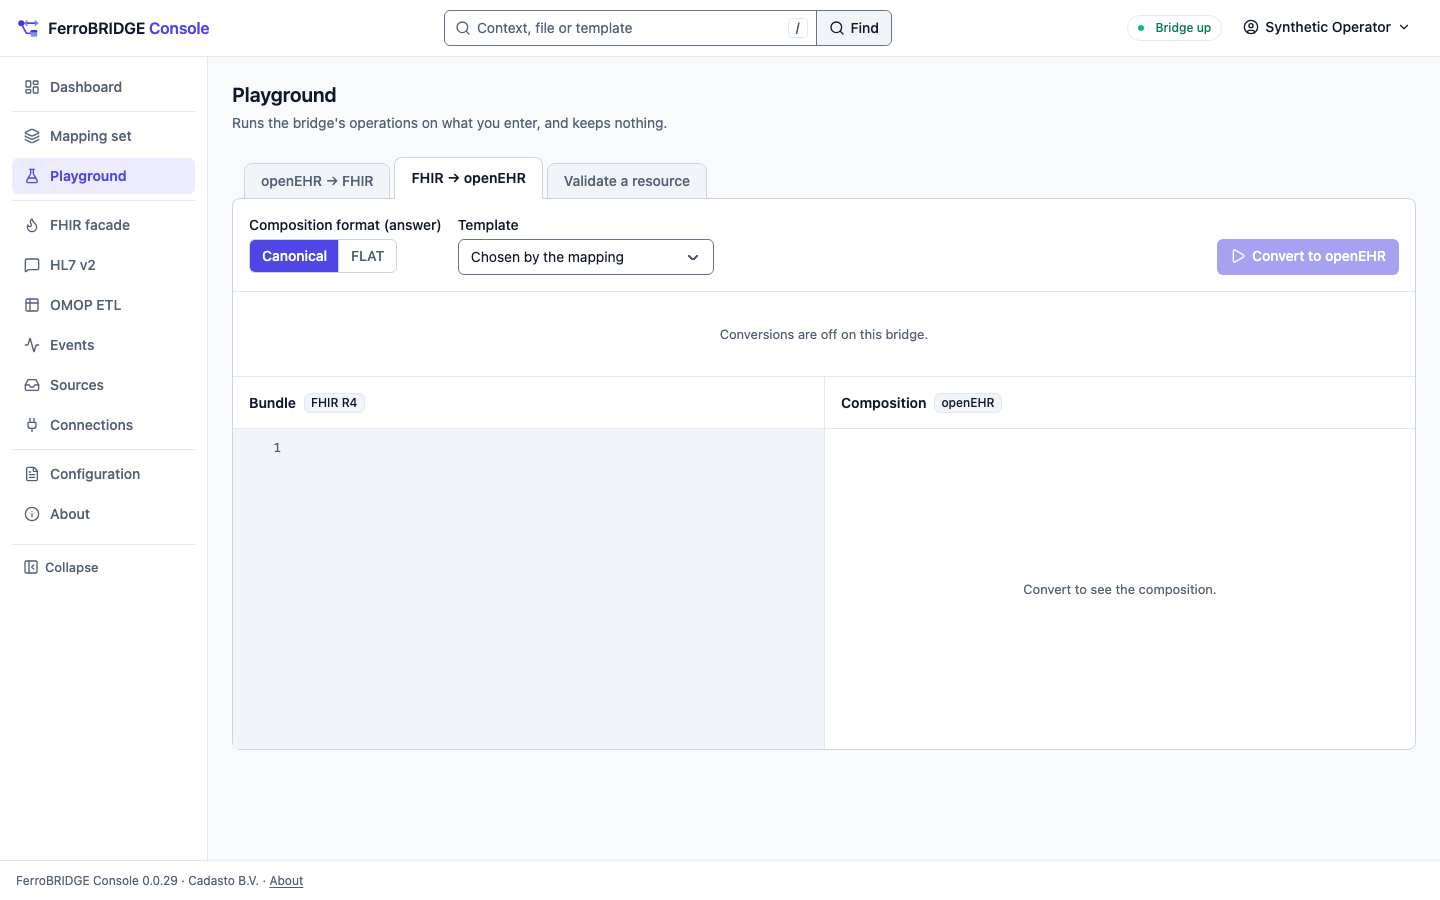 FerroBRIDGE Console
Context, file or template
/
Find
Bridge up
Synthetic Operator
Dashboard
Mapping set
Playground
FHIR facade
HL7 v2
OMOP ETL
Events
Sources
Connections
Configuration
About
Collapse
Playground
Runs the bridge's operations on what you enter, and keeps nothing.
openEHR → FHIR
FHIR → openEHR
Validate a resource
Composition format (answer)
Template
Canonical
FLAT
Chosen by the mapping
Convert to openEHR
Conversions are off on this bridge.
Bundle FHIR R4
Composition openEHR
1
Convert to see the composition.
FerroBRIDGE Console 0.0.29 · Cadasto B.V. · About